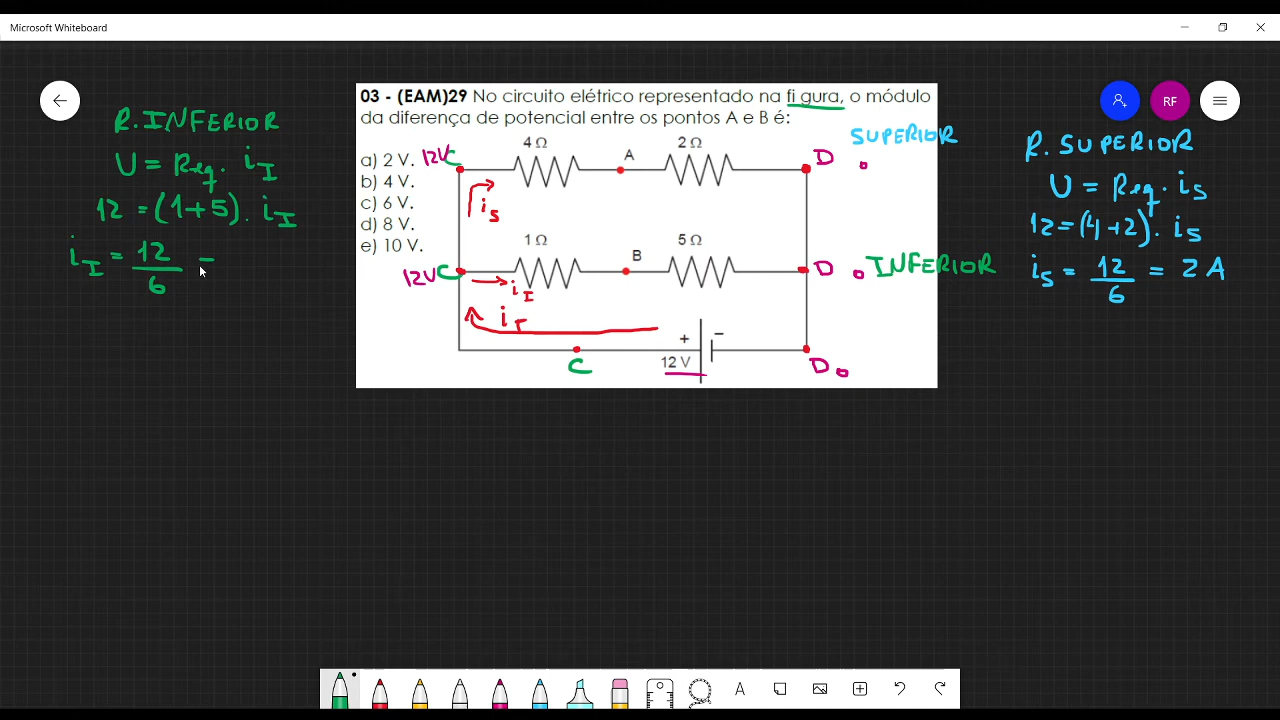 Microsoft Whiteboard
R. INFERIOR
U = Req. iI
12 = (1+5). iI
iI = 12/6 =
03 - (EAM)29 No circuito elétrico representado na fi gura, o módulo
da diferença de potencial entre os pontos A e B é:
a) 2 V.
b) 4 V.
c) 6 V.
d) 8 V.
e) 10 V.
12V C
4 Ω
A
2 Ω
D
SUPERIOR
iS
12V C
1 Ω
B
5 Ω
D
INFERIOR
iI
iT
C
+
-
12 V
D
RF
R. SUPERIOR
U = Req. iS
12 = (4+2). iS
iS = 12/6 = 2 A
A